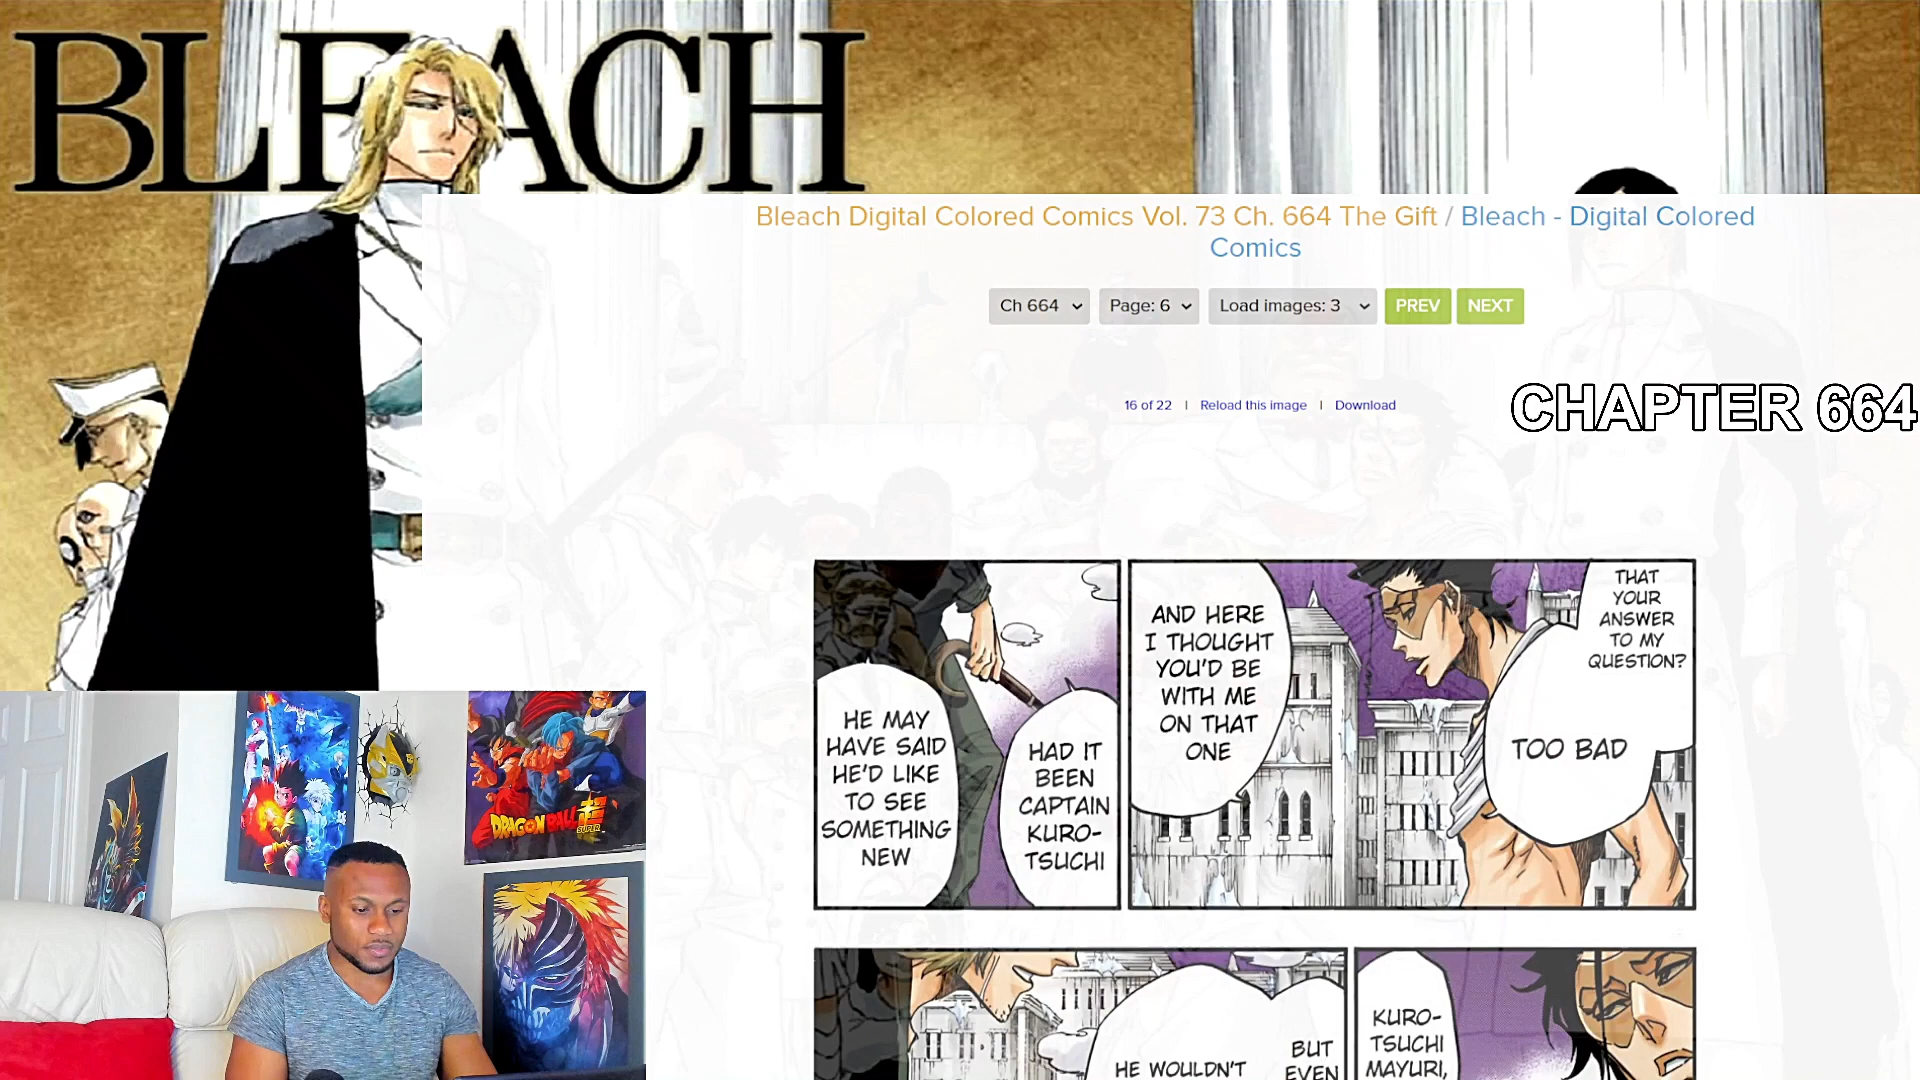 BLEACH
Bleach Digital Colored Comics Vol. 73 Ch. 664 The Gift / Bleach - Digital Colored
Comics
Ch 664
Page: 6
Load images: 3
PREV
NEXT
16 of 22 | Reload this image | Download
CHAPTER 664
THAT
YOUR
ANSWER
TO MY
QUESTION?
TOO BAD
AND HERE
I THOUGHT
YOU'D BE
WITH ME
ON THAT
ONE
HAD IT
BEEN
CAPTAIN
KURO-
TSUCHI
HE MAY
HAVE SAID
HE'D LIKE
TO SEE
SOMETHING
NEW
KURO-
TSUCHI
MAYURI,
BUT
EVEN
HE WOULDN'T
DRAGON BALL
SUPER